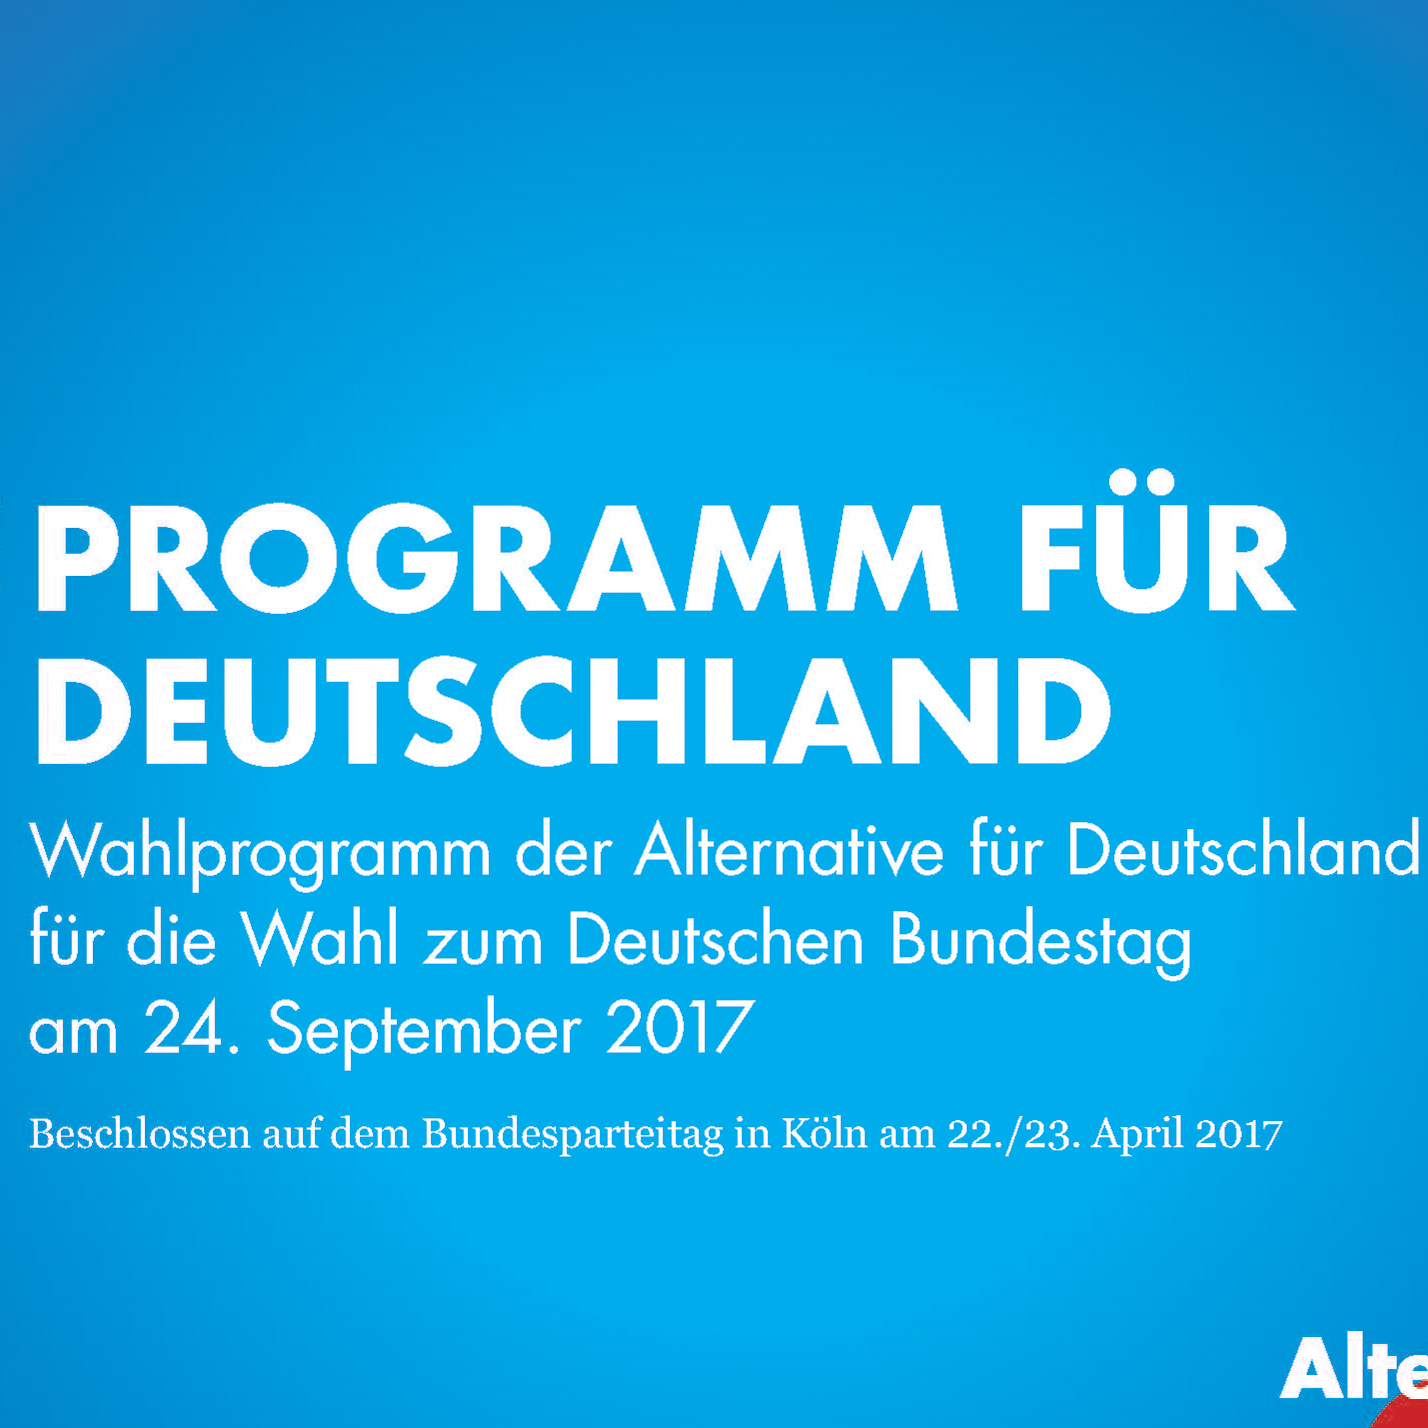 PROGRAMM FÜR
DEUTSCHLAND
Wahlprogramm der Alternative für Deutschland
für die Wahl zum Deutschen Bundestag
am 24. September 2017
Beschlossen auf dem Bundesparteitag in Köln am 22./23. April 2017
Alte